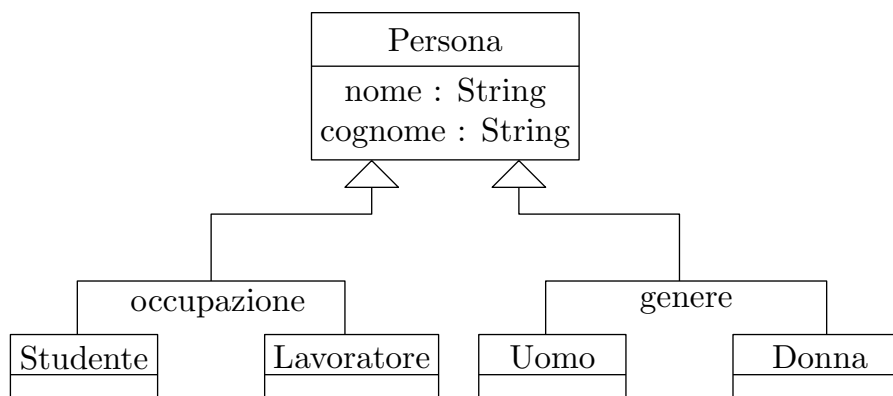 Persona
nome : String
cognome : String
occupazione
genere
Studente
Lavoratore
Uomo
Donna